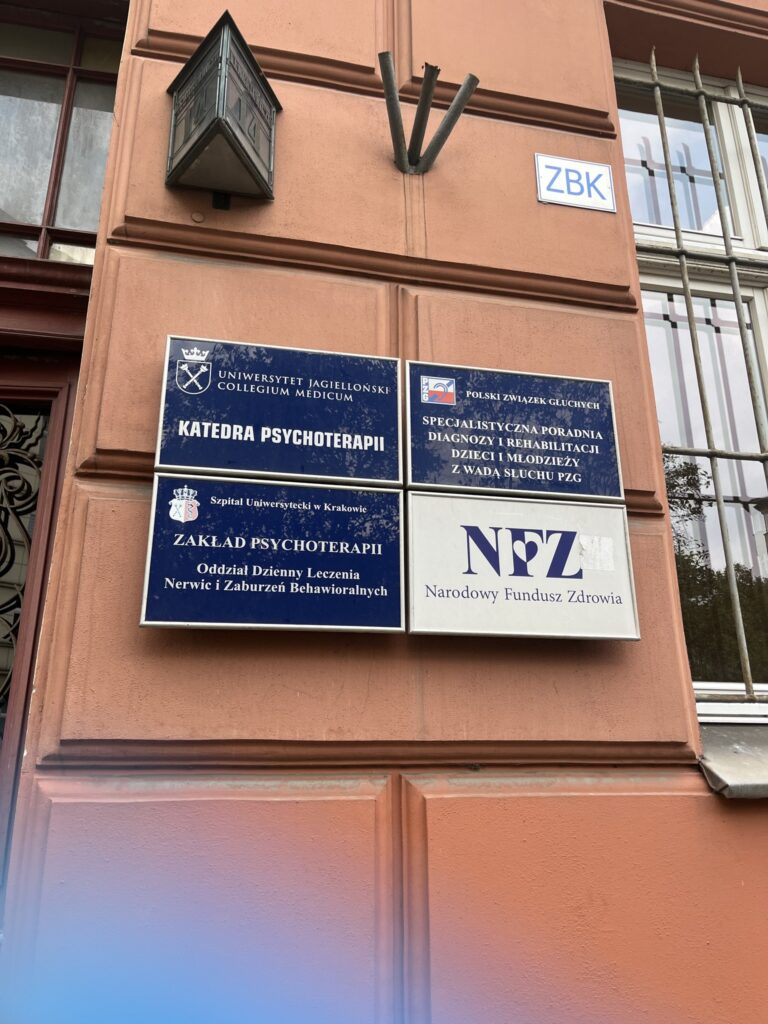 ZBK
UNIWERSYTET JAGIELLOŃSKI
COLLEGIUM MEDICUM
KATEDRA PSYCHOTERAPII
PZG
POLSKI ZWIĄZEK GŁUCHYCH
SPECJALISTYCZNA PORADNIA
DIAGNOZY I REHABILITACJI
DZIECI I MŁODZIEŻY
Z WADĄ SŁUCHU PZG
Szpital Uniwersytecki w Krakowie
ZAKŁAD PSYCHOTERAPII
Oddział Dzienny Leczenia
Nerwic i Zaburzeń Behawioralnych
NFZ
Narodowy Fundusz Zdrowia